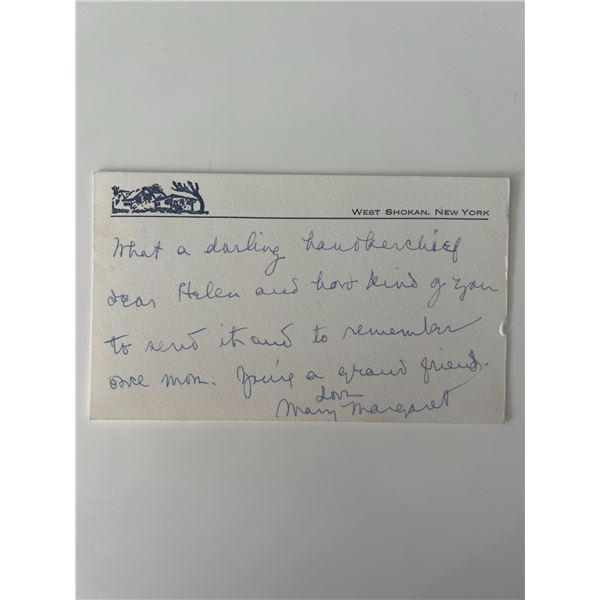 WEST SHOKAN, NEW YORK
What a darling handkerchief
dear Helen and how kind of you
to send it and to remember
once more. You're a grand friend.
love
Mary Margaret